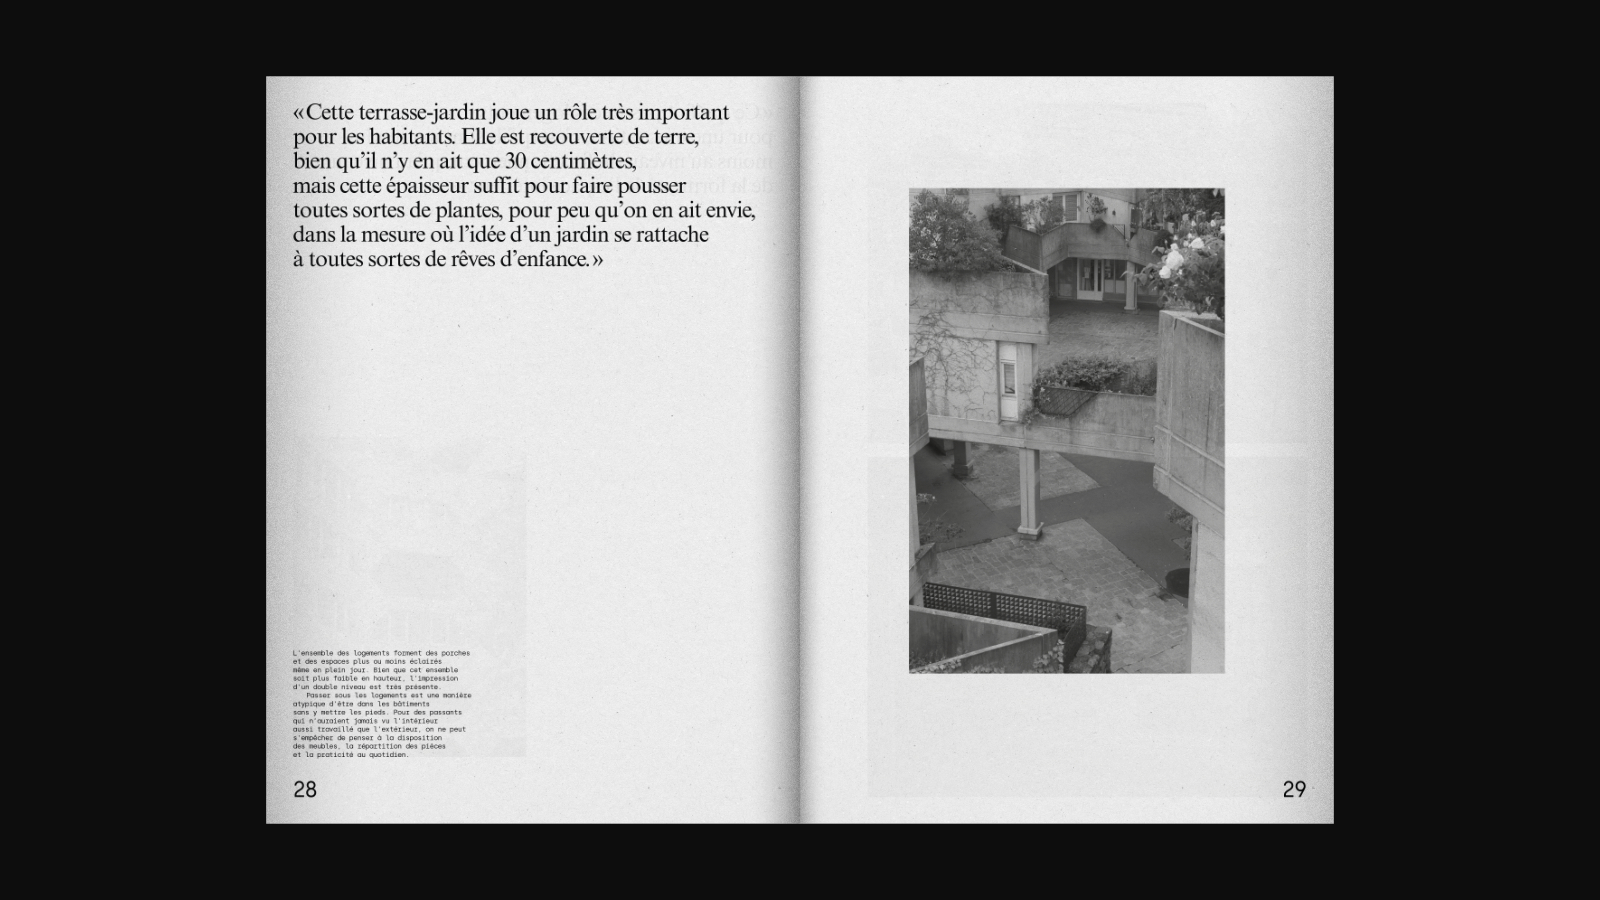 «Cette terrasse-jardin joue un rôle très important
pour les habitants. Elle est recouverte de terre,
bien qu’il n’y en ait que 30 centimètres,
mais cette épaisseur suffit pour faire pousser
toutes sortes de plantes, pour peu qu’on en ait envie,
dans la mesure où l’idée d’un jardin se rattache
à toutes sortes de rêves d’enfance.»
L'ensemble des logements forment des porches
et des espaces plus ou moins éclairés
même en plein jour. Bien que cet ensemble
soit plus faible en hauteur, l'impression
d'un double niveau est très présente.
Passer sous les logements est une manière
atypique d'être dans les bâtiments
sans y mettre les pieds. Pour des passants
qui n'auraient jamais vu l'intérieur
aussi travaillé que l'extérieur, on ne peut
s'empêcher de penser à la disposition
des meubles, la répartition des pièces
et la praticité au quotidien.
28
29